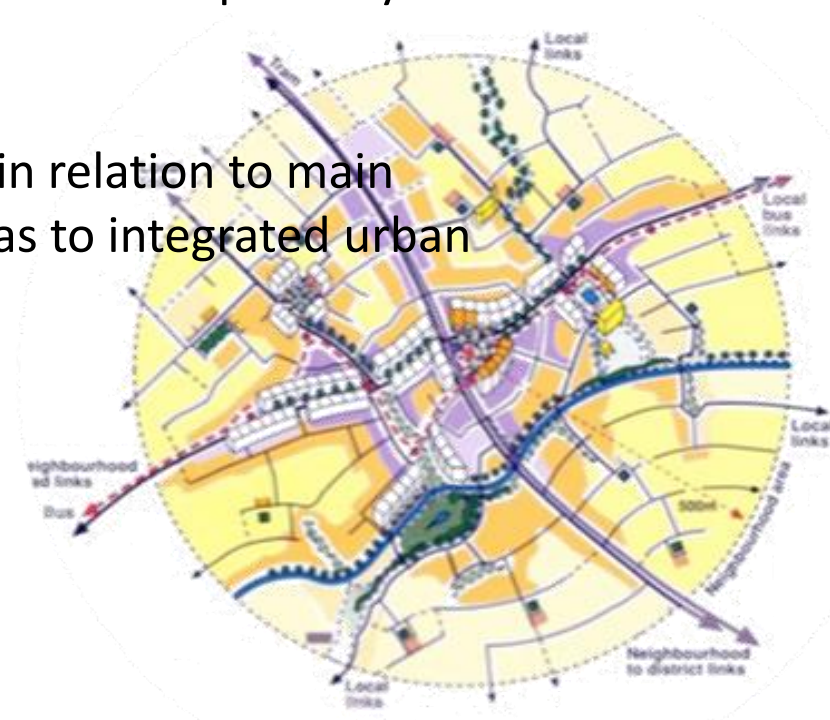 Local
links
Tram
in relation to main
as to integrated urban
Local
bus
links
Local
links
eighbourhood
ad links
Bus
500m
Neighbourhood area
Neighbourhood
to district links
Local
links